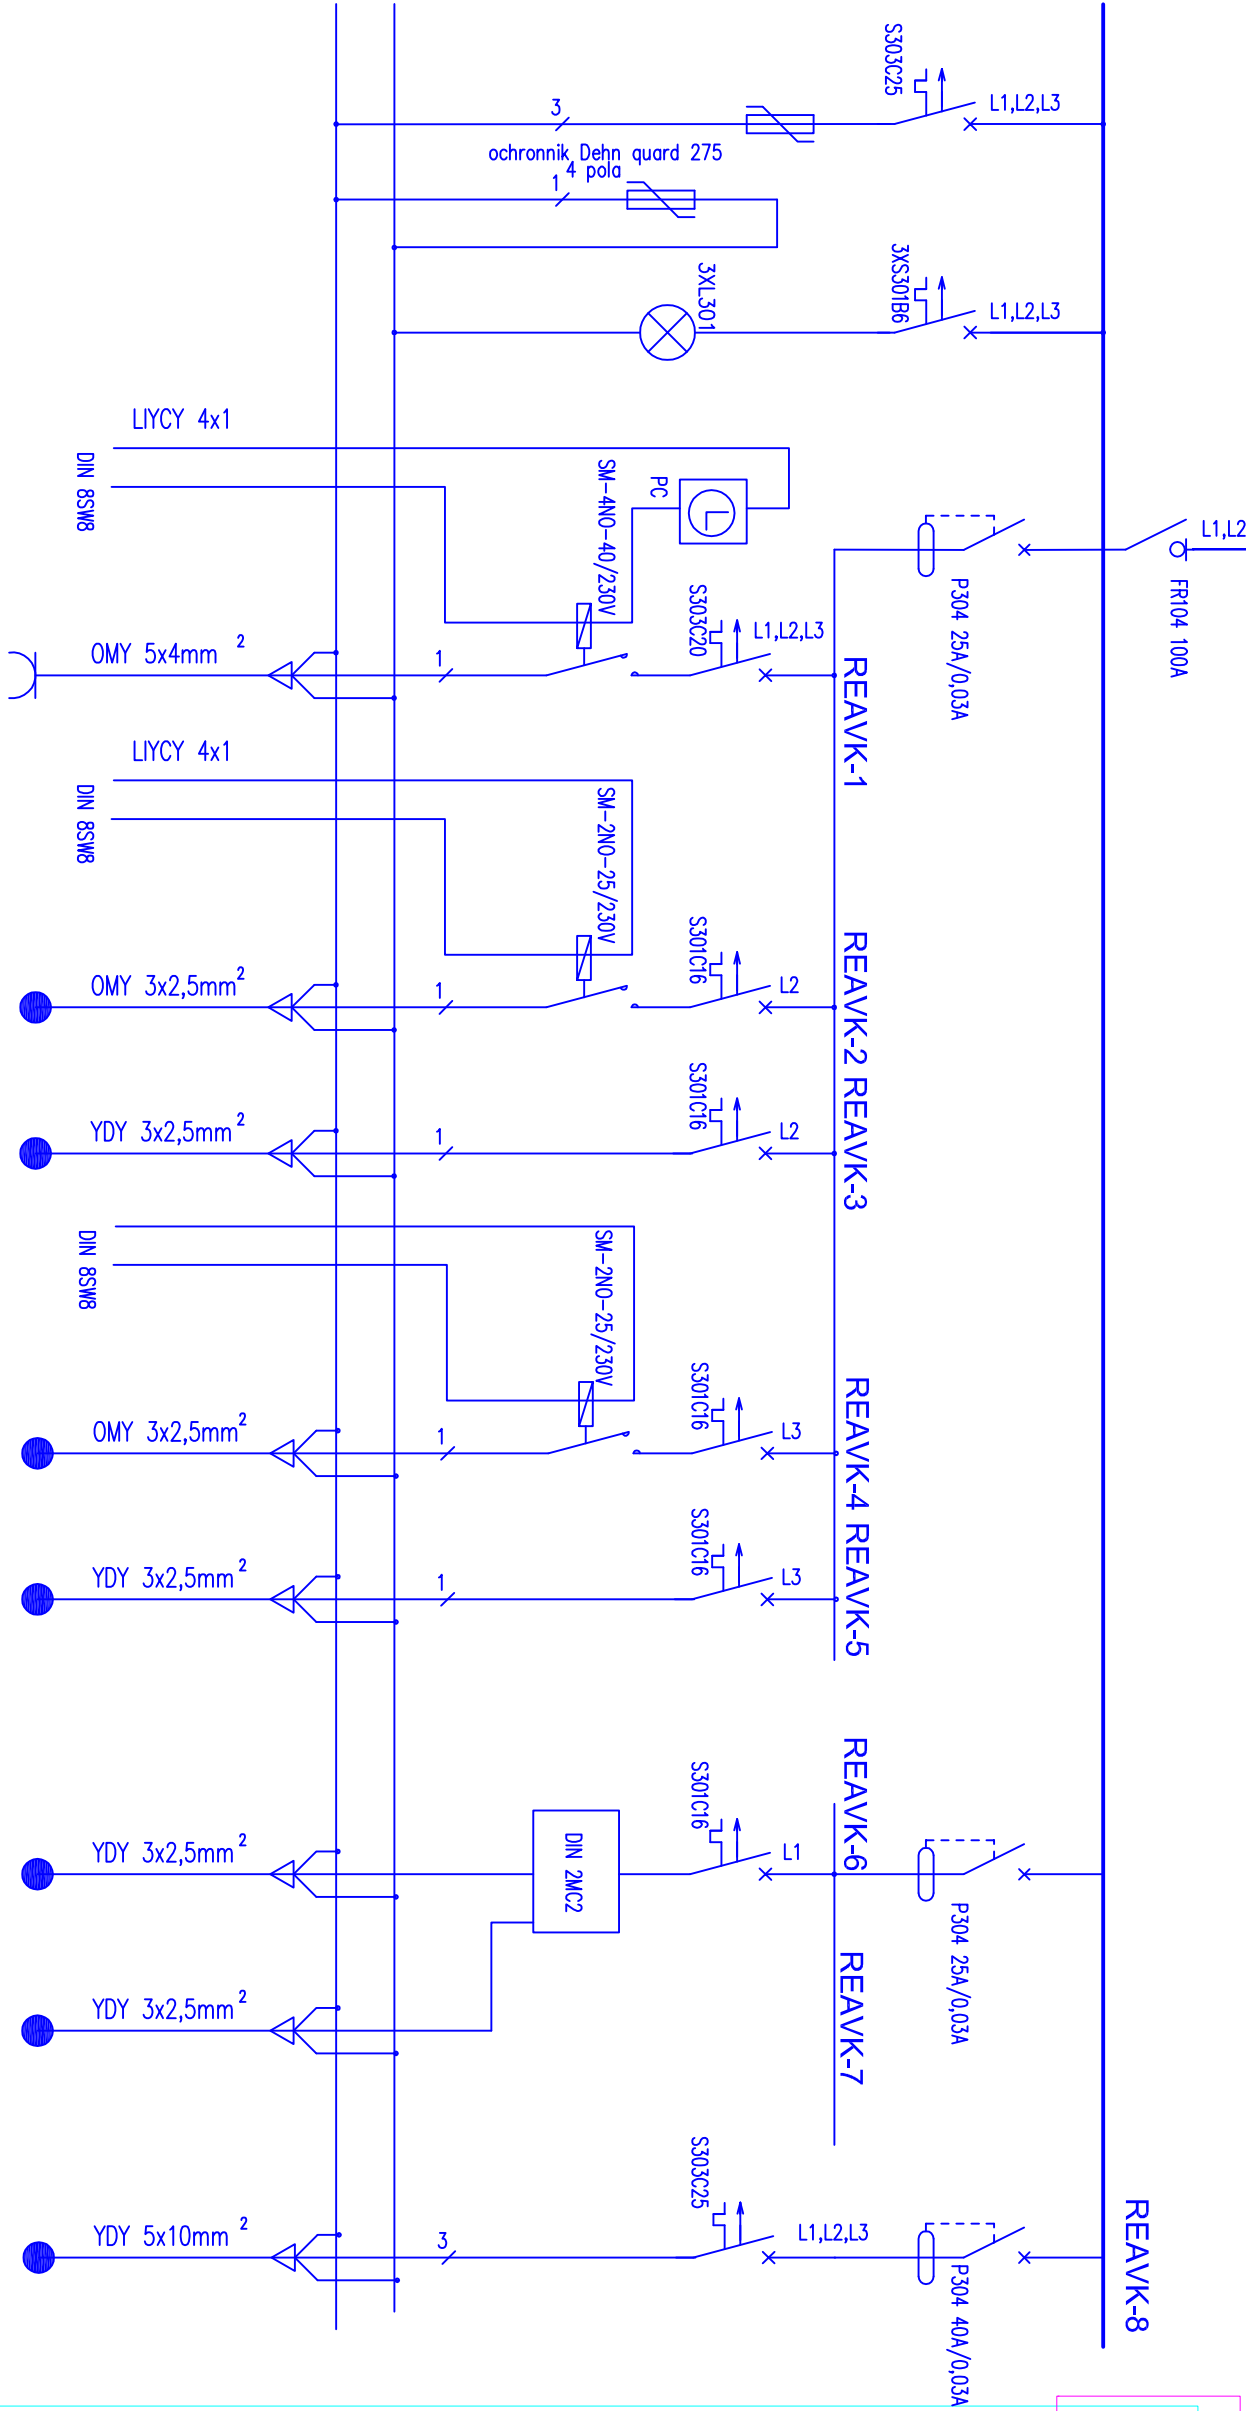 S303C25
L1,L2,L3
3
ochronnik Dehn quard 275
4 pola
1
3XS301B6
L1,L2,L3
3XL301
LIYCY 4x1
DIN 8SW8
SM-4NO-40/230V
PC
L1,L2
FR104 100A
P304 25A/0,03A
S303C20
L1,L2,L3
OMY 5x4mm 2
1
REAVK-1
LIYCY 4x1
DIN 8SW8
SM-2NO-25/230V
S301C16
L2
OMY 3x2,5mm 2
1
REAVK-2
S301C16
L2
YDY 3x2,5mm 2
1
REAVK-3
DIN 8SW8
SM-2NO-25/230V
S301C16
L3
OMY 3x2,5mm 2
1
REAVK-4
S301C16
L3
YDY 3x2,5mm 2
1
REAVK-5
REAVK-6
S301C16
L1
DIN 2MC2
YDY 3x2,5mm 2
P304 25A/0,03A
REAVK-7
YDY 3x2,5mm 2
S303C25
L1,L2,L3
YDY 5x10mm 2
3
P304 40A/0,03A
REAVK-8